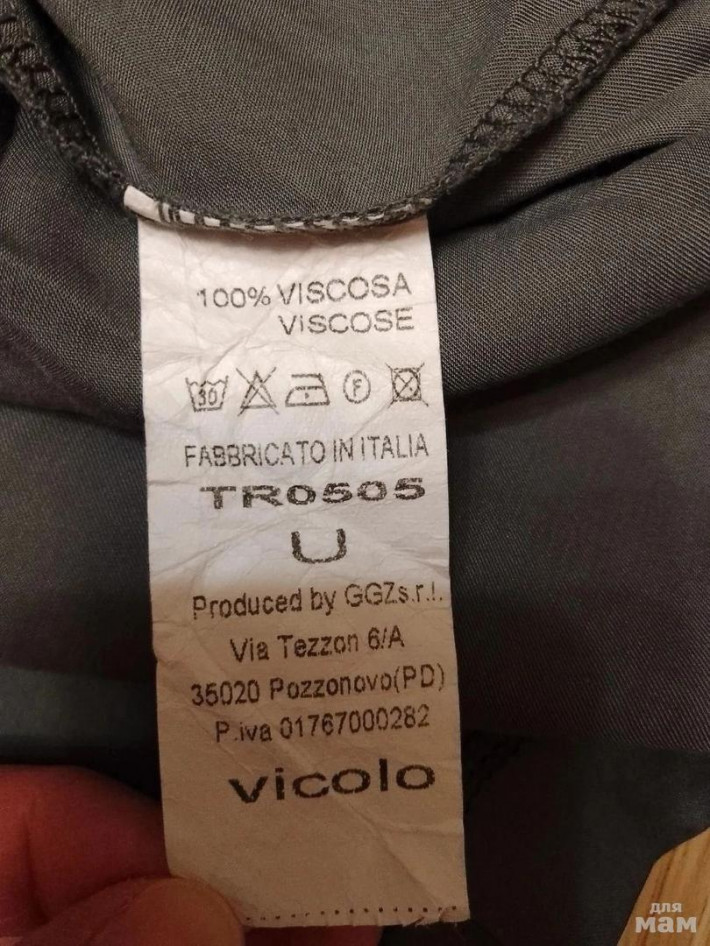 100% VISCOSA
VISCOSE
30 F
FABBRICATO IN ITALIA
TR0505
U
Produced by GGZs.r.l.
Via Tezzon 6/A
35020 Pozzonovo(PD)
P.iva 01767000282
vicolo
для
мам